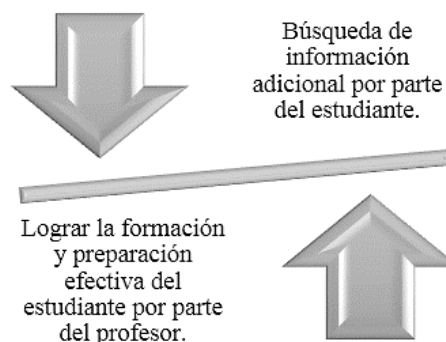 Búsqueda de
información
adicional por parte
del estudiante.
Lograr la formación
y preparación
efectiva del
estudiante por parte
del profesor.